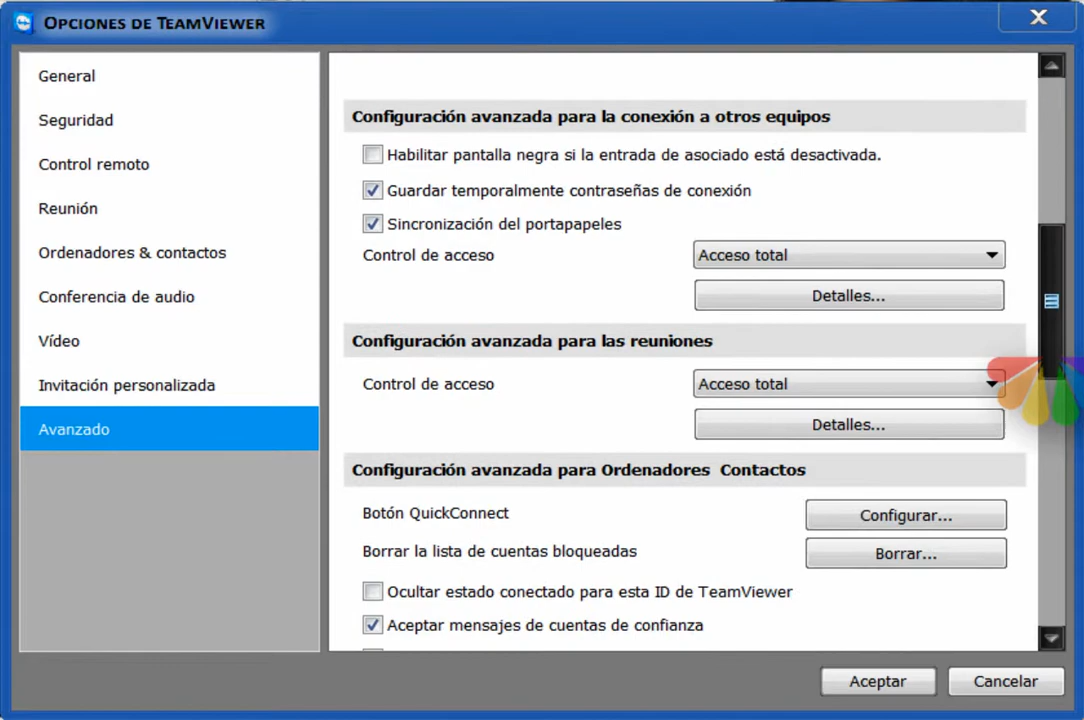 OPCIONES DE TEAMVIEWER
X
General
Seguridad
Control remoto
Reunión
Ordenadores & contactos
Conferencia de audio
Vídeo
Invitación personalizada
Avanzado
Configuración avanzada para la conexión a otros equipos
Habilitar pantalla negra si la entrada de asociado está desactivada.
Guardar temporalmente contraseñas de conexión
Sincronización del portapapeles
Control de acceso Acceso total
Detalles...
Configuración avanzada para las reuniones
Control de acceso Acceso total
Detalles...
Configuración avanzada para Ordenadores Contactos
Botón QuickConnect Configurar...
Borrar la lista de cuentas bloqueadas Borrar...
Ocultar estado conectado para esta ID de TeamViewer
Aceptar mensajes de cuentas de confianza
Aceptar Cancelar